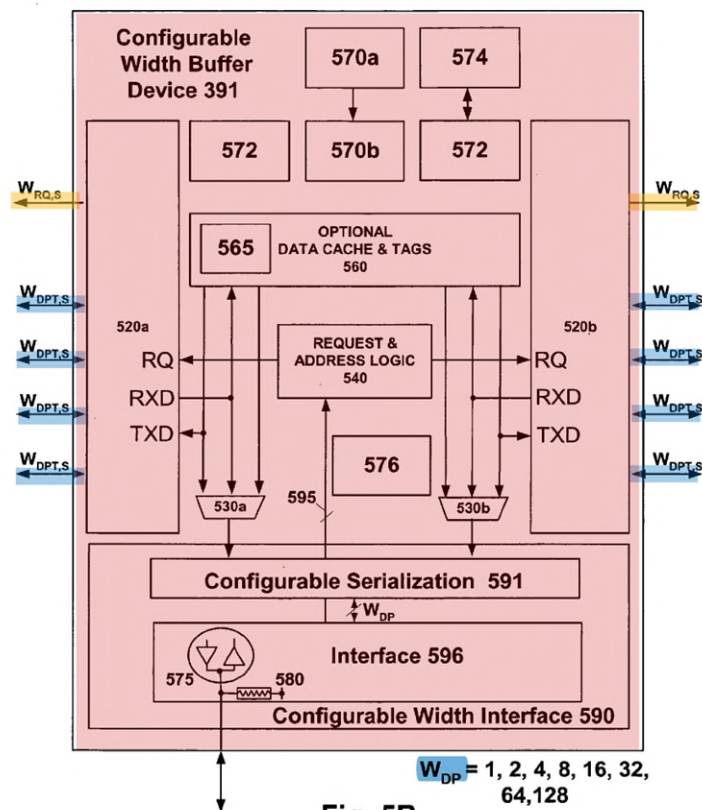 Configurable
Width Buffer
Device 391
570a
574
572
570b
572
W_RQ,S
W_RQ,S
565
OPTIONAL
DATA CACHE & TAGS
560
W_DPT,S
W_DPT,S
520a
520b
W_DPT,S
REQUEST &
ADDRESS LOGIC
540
W_DPT,S
RQ
RQ
RXD
RXD
W_DPT,S
W_DPT,S
TXD
TXD
576
W_DPT,S
W_DPT,S
595
530a
530b
Configurable Serialization 591
W_DP
Interface 596
575
580
Configurable Width Interface 590
W_DP = 1, 2, 4, 8, 16, 32,
64,128